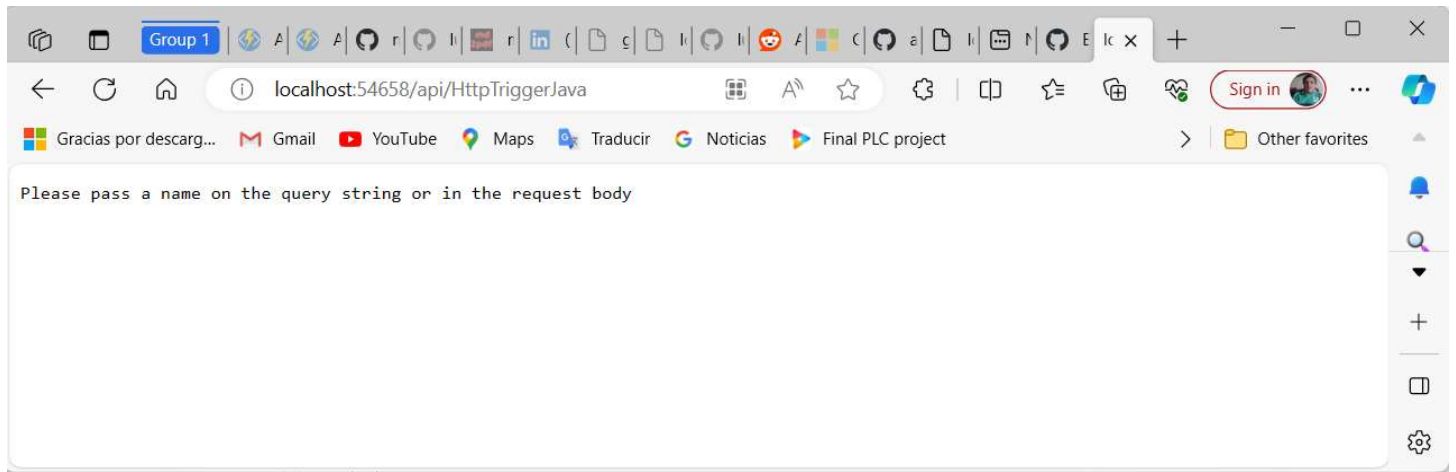 Group 1
localhost:54658/api/HttpTriggerJava
Sign in
Gracias por descarg... Gmail YouTube Maps Traducir Noticias Final PLC project Other favorites
Please pass a name on the query string or in the request body